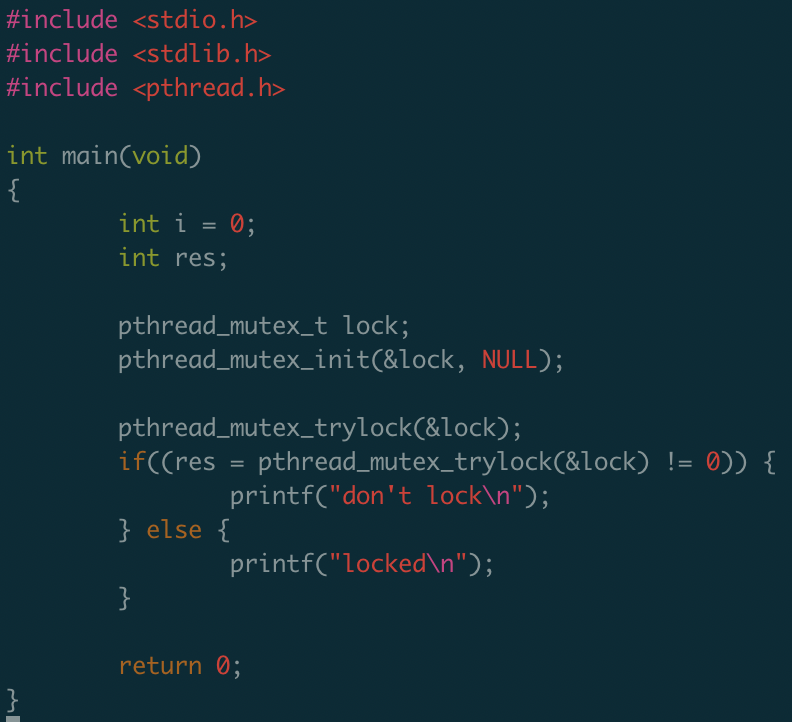 #include <stdio.h>
#include <stdlib.h>
#include <pthread.h>

int main(void)
{
        int i = 0;
        int res;

        pthread_mutex_t lock;
        pthread_mutex_init(&lock, NULL);

        pthread_mutex_trylock(&lock);
        if((res = pthread_mutex_trylock(&lock) != 0)) {
                printf("don't lock\n");
        } else {
                printf("locked\n");
        }

        return 0;
}